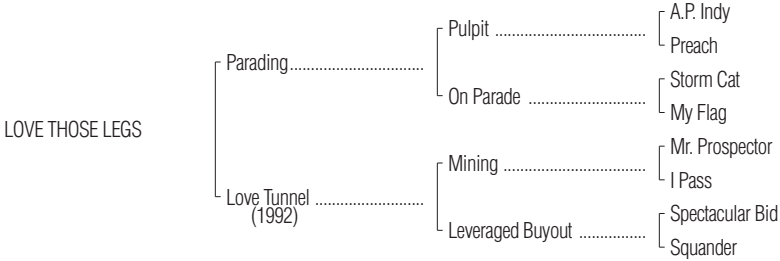 A.P. Indy
Pulpit ....................................
Preach
Parading................................
Storm Cat
On Parade ............................
My Flag
LOVE THOSE LEGS
Mr. Prospector
Mining ..................................
I Pass
Love Tunnel ..........................
(1992)
Spectacular Bid
Leveraged Buyout ................
Squander